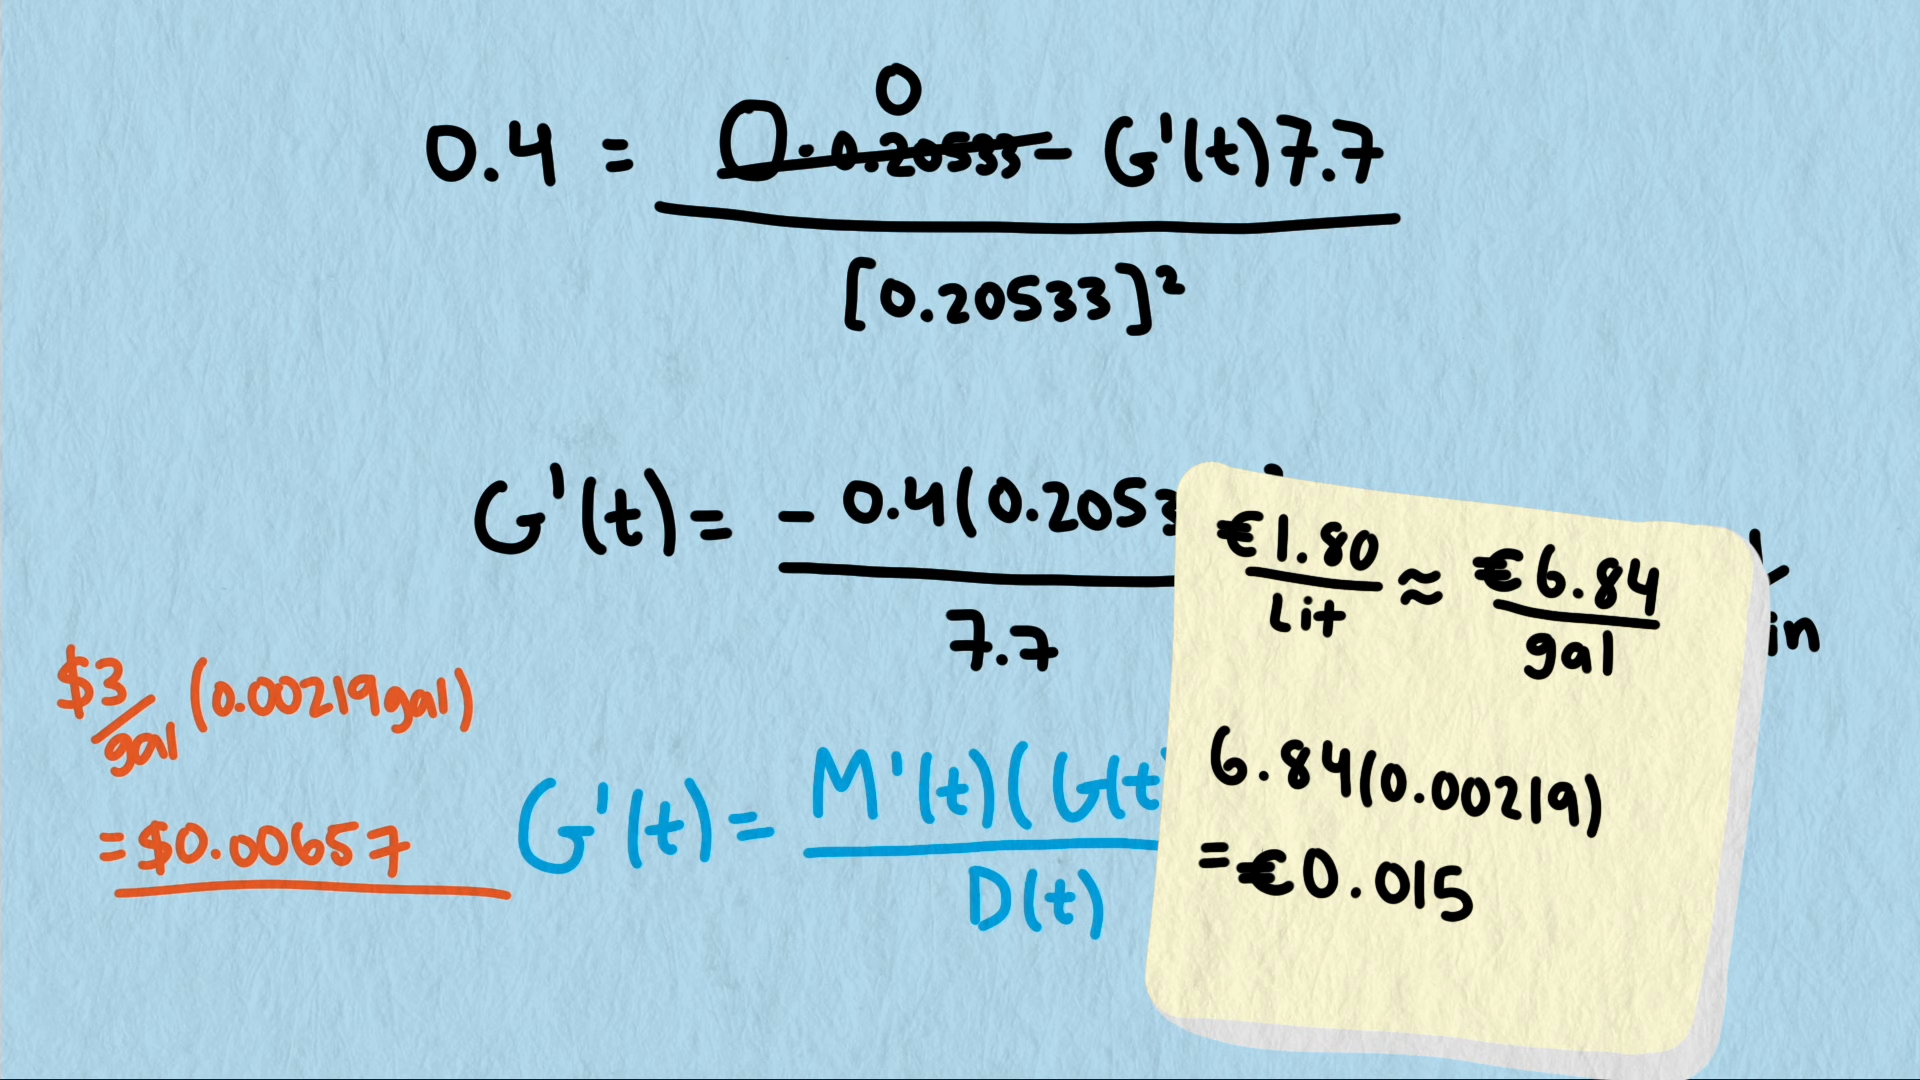 0
0.4 = 0·0.20533 - G'(t)7.7
[0.20533]²
G'(t) = - 0.4(0.2053
7.7
in
€1.80 ≈ €6.84
Lit gal
6.84(0.00219)
= €0.015
$3/gal (0.00219gal)
= $0.00657
G'(t) = M'(t)(G(t
D(t)